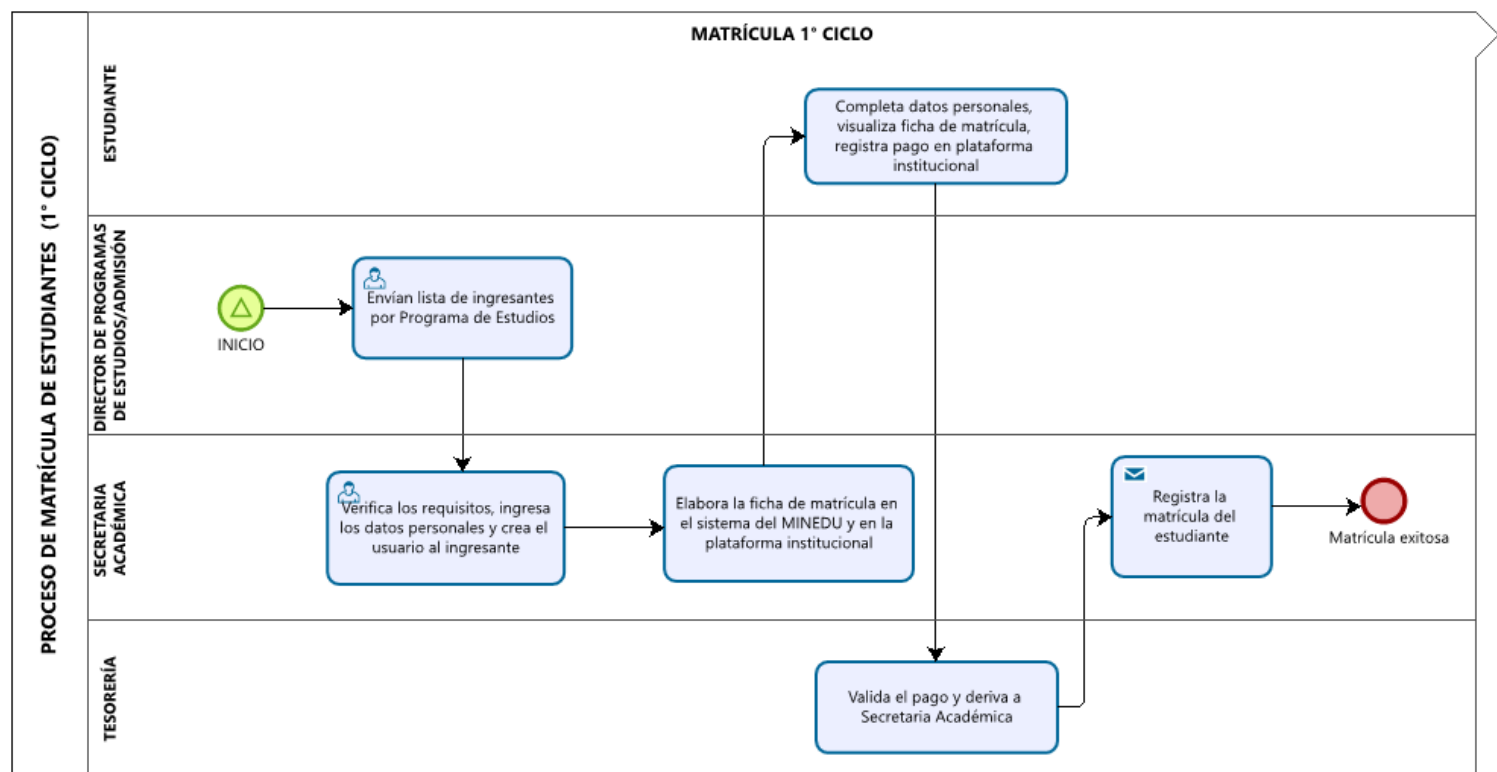 MATRÍCULA 1° CICLO
PROCESO DE MATRÍCULA DE ESTUDIANTES (1° CICLO)
ESTUDIANTE
Completa datos personales,
visualiza ficha de matrícula,
registra pago en plataforma
institucional
DIRECTOR DE PROGRAMAS
DE ESTUDIOS/ADMISIÓN
INICIO
Envían lista de ingresantes
por Programa de Estudios
SECRETARIA
ACADÉMICA
Verifica los requisitos, ingresa
los datos personales y crea el
usuario al ingresante
Elabora la ficha de matrícula en
el sistema del MINEDU y en la
plataforma institucional
Registra la
matrícula del
estudiante
Matrícula exitosa
TESORERÍA
Valida el pago y deriva a
Secretaria Académica